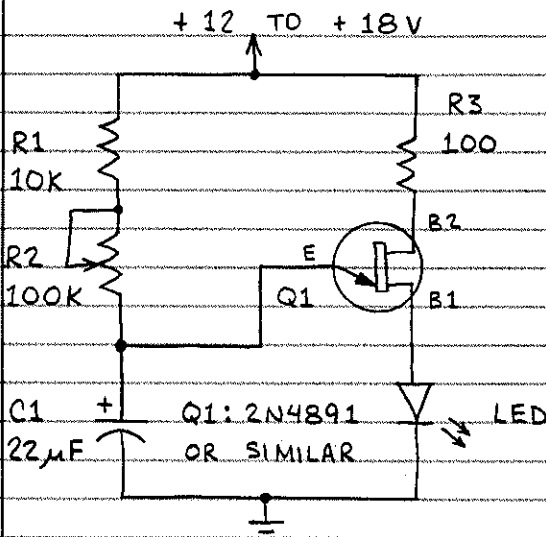 + 12 TO + 18 V
R1
10K
R3
100
B2
E
R2
100K
Q1
B1
C1
22µF
+
Q1: 2N4891
OR SIMILAR
LED